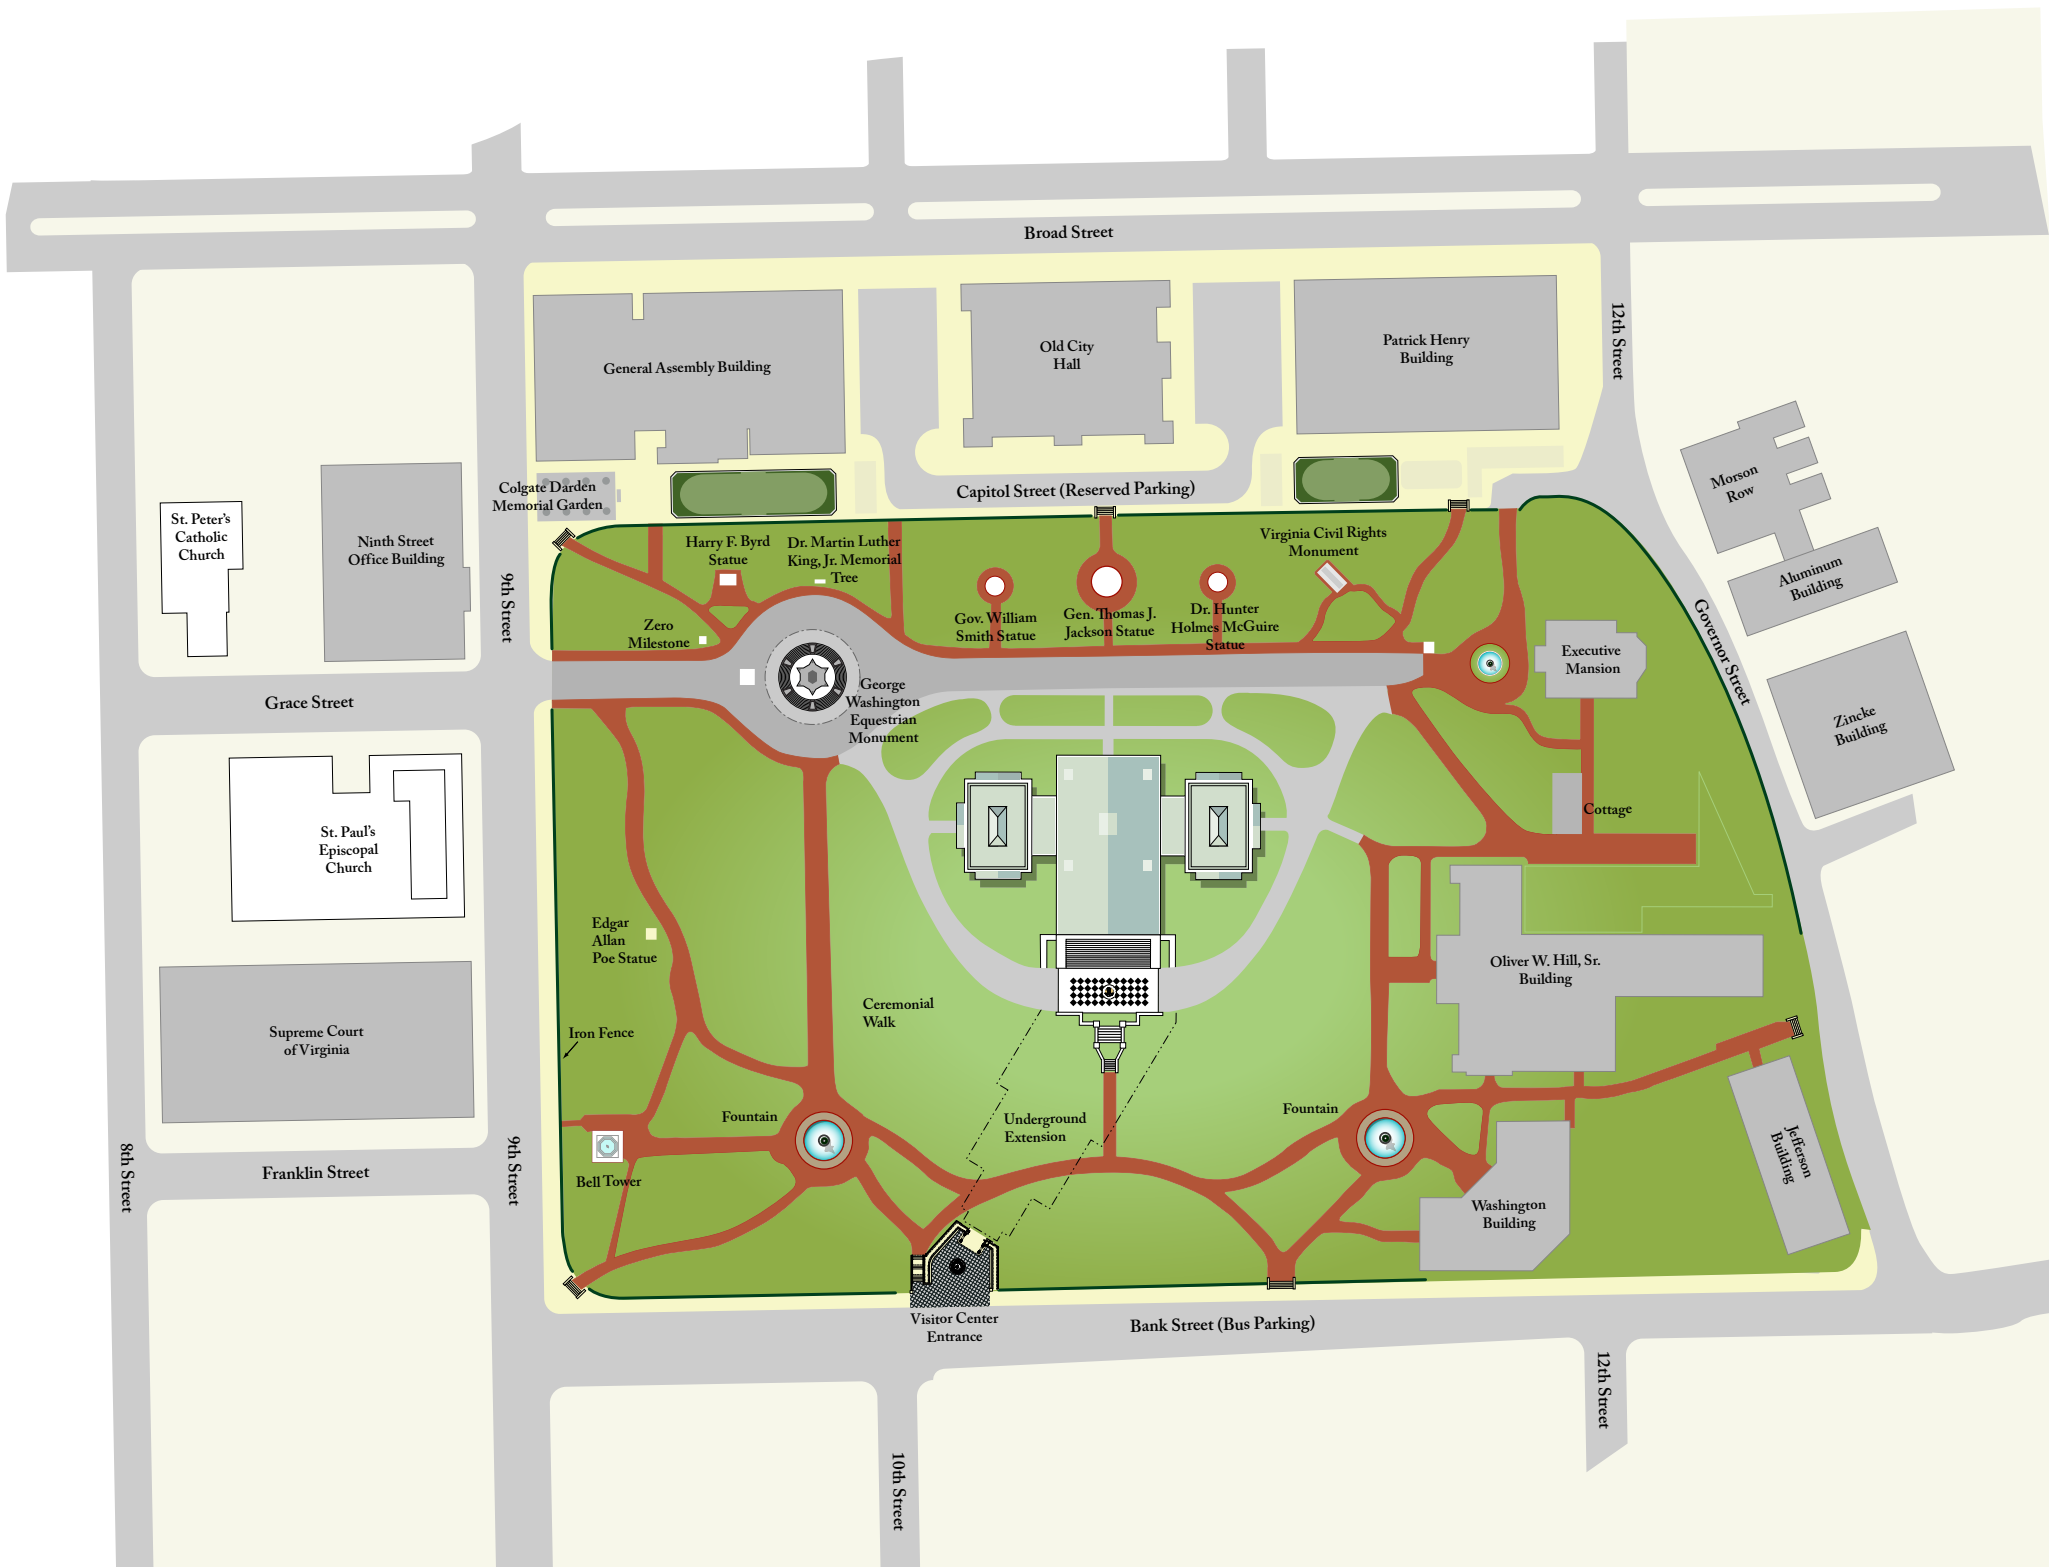 Broad Street
12th Street
General Assembly Building
Old City
Hall
Patrick Henry
Building
Colgate Darden
Memorial Garden
Capitol Street (Reserved Parking)
Morson
Row
St. Peter's
Catholic
Church
Ninth Street
Office Building
9th Street
Harry F. Byrd
Statue
Dr. Martin Luther
King, Jr. Memorial
Tree
Virginia Civil Rights
Monument
Aluminum
Building
Zero
Milestone
Gov. William
Smith Statue
Gen. Thomas J.
Jackson Statue
Dr. Hunter
Holmes McGuire
Statue
Executive
Mansion
Governor Street
Grace Street
George
Washington
Equestrian
Monument
Zincke
Building
Cottage
St. Paul's
Episcopal
Church
Edgar
Allan
Poe Statue
Oliver W. Hill, Sr.
Building
Ceremonial
Walk
Supreme Court
of Virginia
Iron Fence
Fountain
Underground
Extension
Fountain
8th Street
9th Street
Franklin Street
Bell Tower
Jefferson
Building
Washington
Building
Visitor Center
Entrance
Bank Street (Bus Parking)
12th Street
10th Street